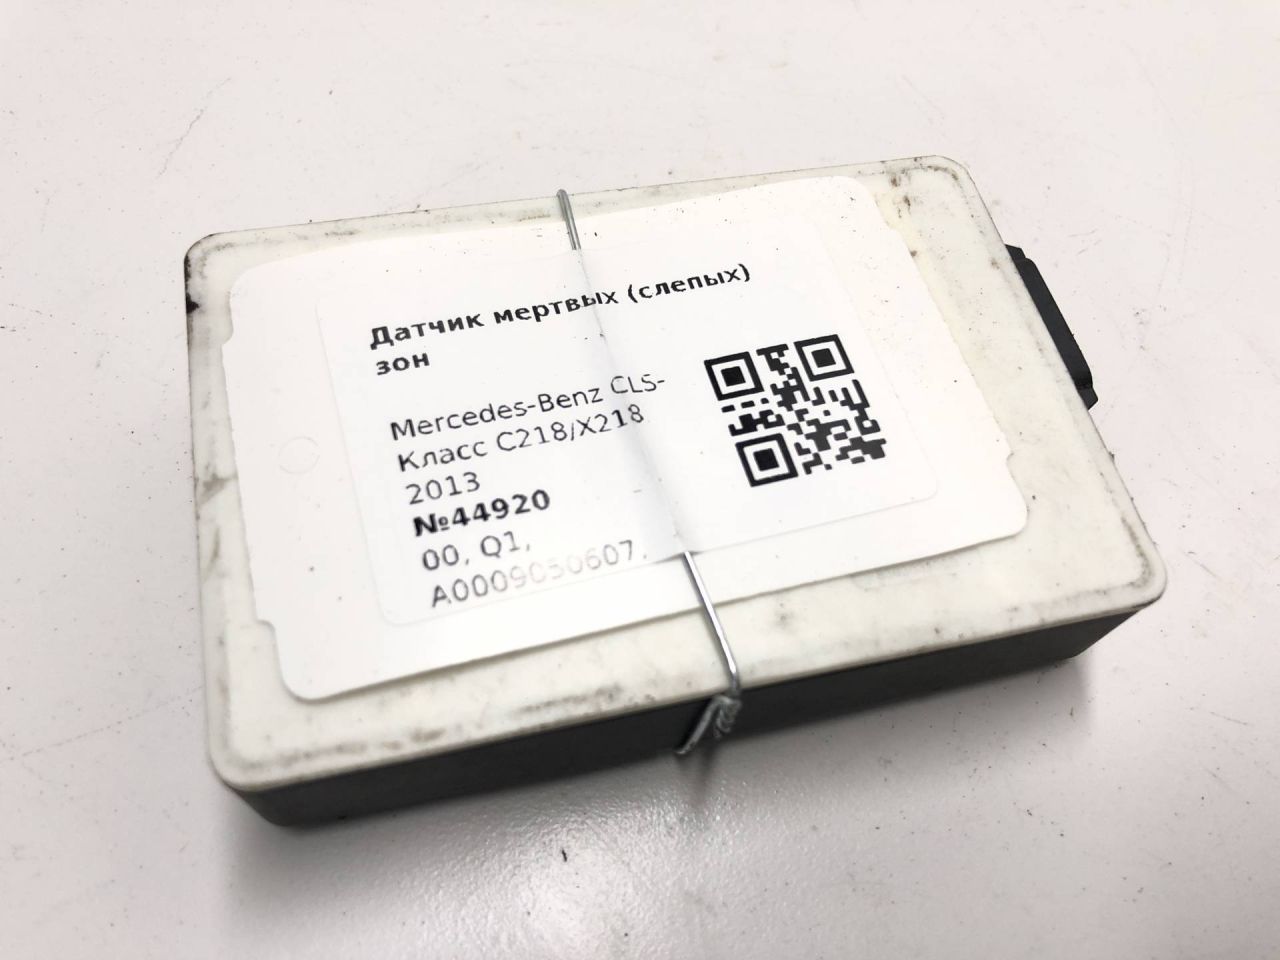 Датчик мертвых (слепых)
зон
Mercedes-Benz CLS-
Класс C218/X218
2013
№44920
00, Q1,
A0009050607,